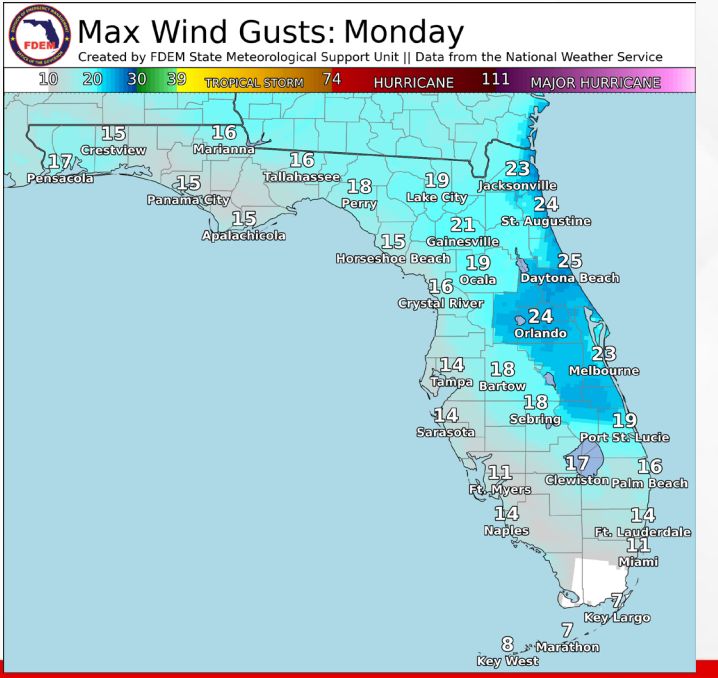 FDEM
Max Wind Gusts: Monday
Created by FDEM State Meteorological Support Unit || Data from the National Weather Service
10 20 30 39 TROPICAL STORM 74 HURRICANE 111 MAJOR HURRICANE
15
Crestview
16
Marianna
17
Pensacola
16
Tallahassee
15
Panama City
18
Perry
19
Lake City
23
Jacksonville
24
St. Augustine
15
Apalachicola
21
Gainesville
15
Horseshoe Beach
19
Ocala
25
Daytona Beach
16
Crystal River
24
Orlando
23
Melbourne
14
Tampa
18
Bartow
18
Sebring
14
Sarasota
19
Port St. Lucie
17
Clewiston
16
Palm Beach
11
Ft. Myers
14
Naples
14
Ft. Lauderdale
11
Miami
7
Key Largo
7
Marathon
8
Key West